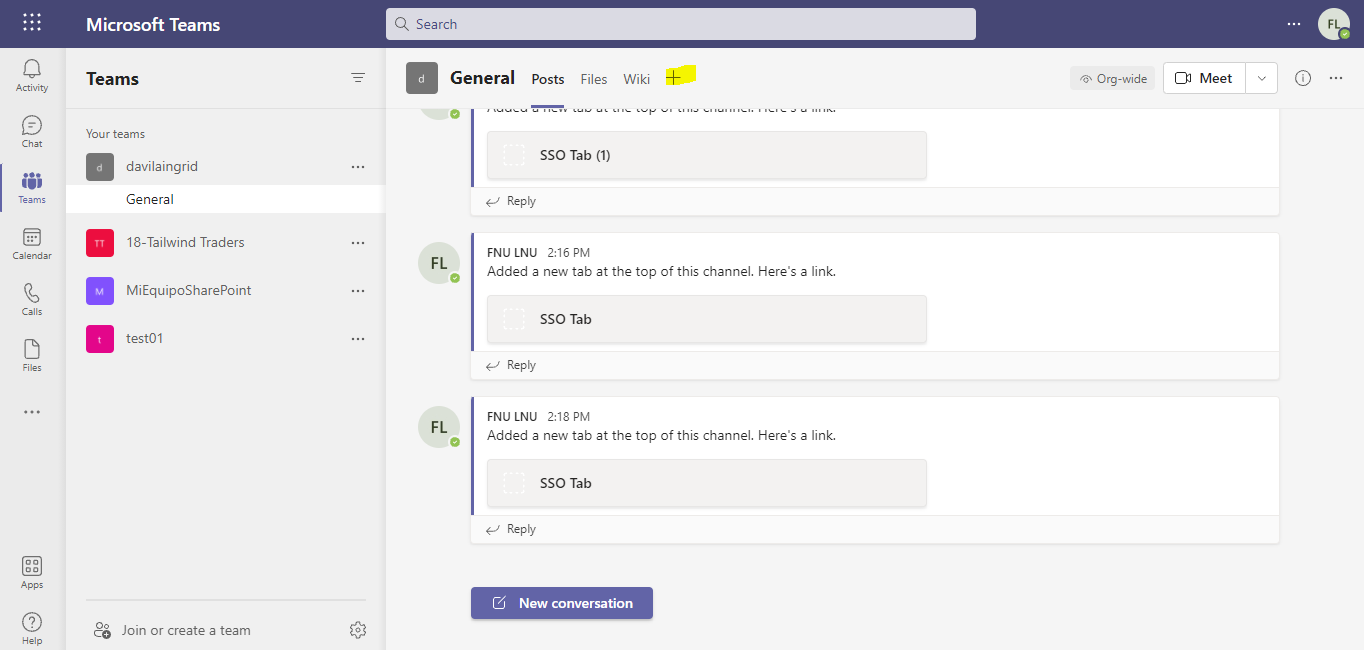 Microsoft Teams
Search
FL
Activity
Chat
Teams
Calendar
Calls
Files
Apps
Help
Teams
Your teams
d davilaingrid
General
TT 18-Tailwind Traders
M MiEquipoSharePoint
t test01
Join or create a team
d General Posts Files Wiki
Org-wide Meet
Added a new tab at the top of this channel. Here's a link.
SSO Tab (1)
Reply
FL
FNU LNU 2:16 PM
Added a new tab at the top of this channel. Here's a link.
SSO Tab
Reply
FL
FNU LNU 2:18 PM
Added a new tab at the top of this channel. Here's a link.
SSO Tab
Reply
New conversation